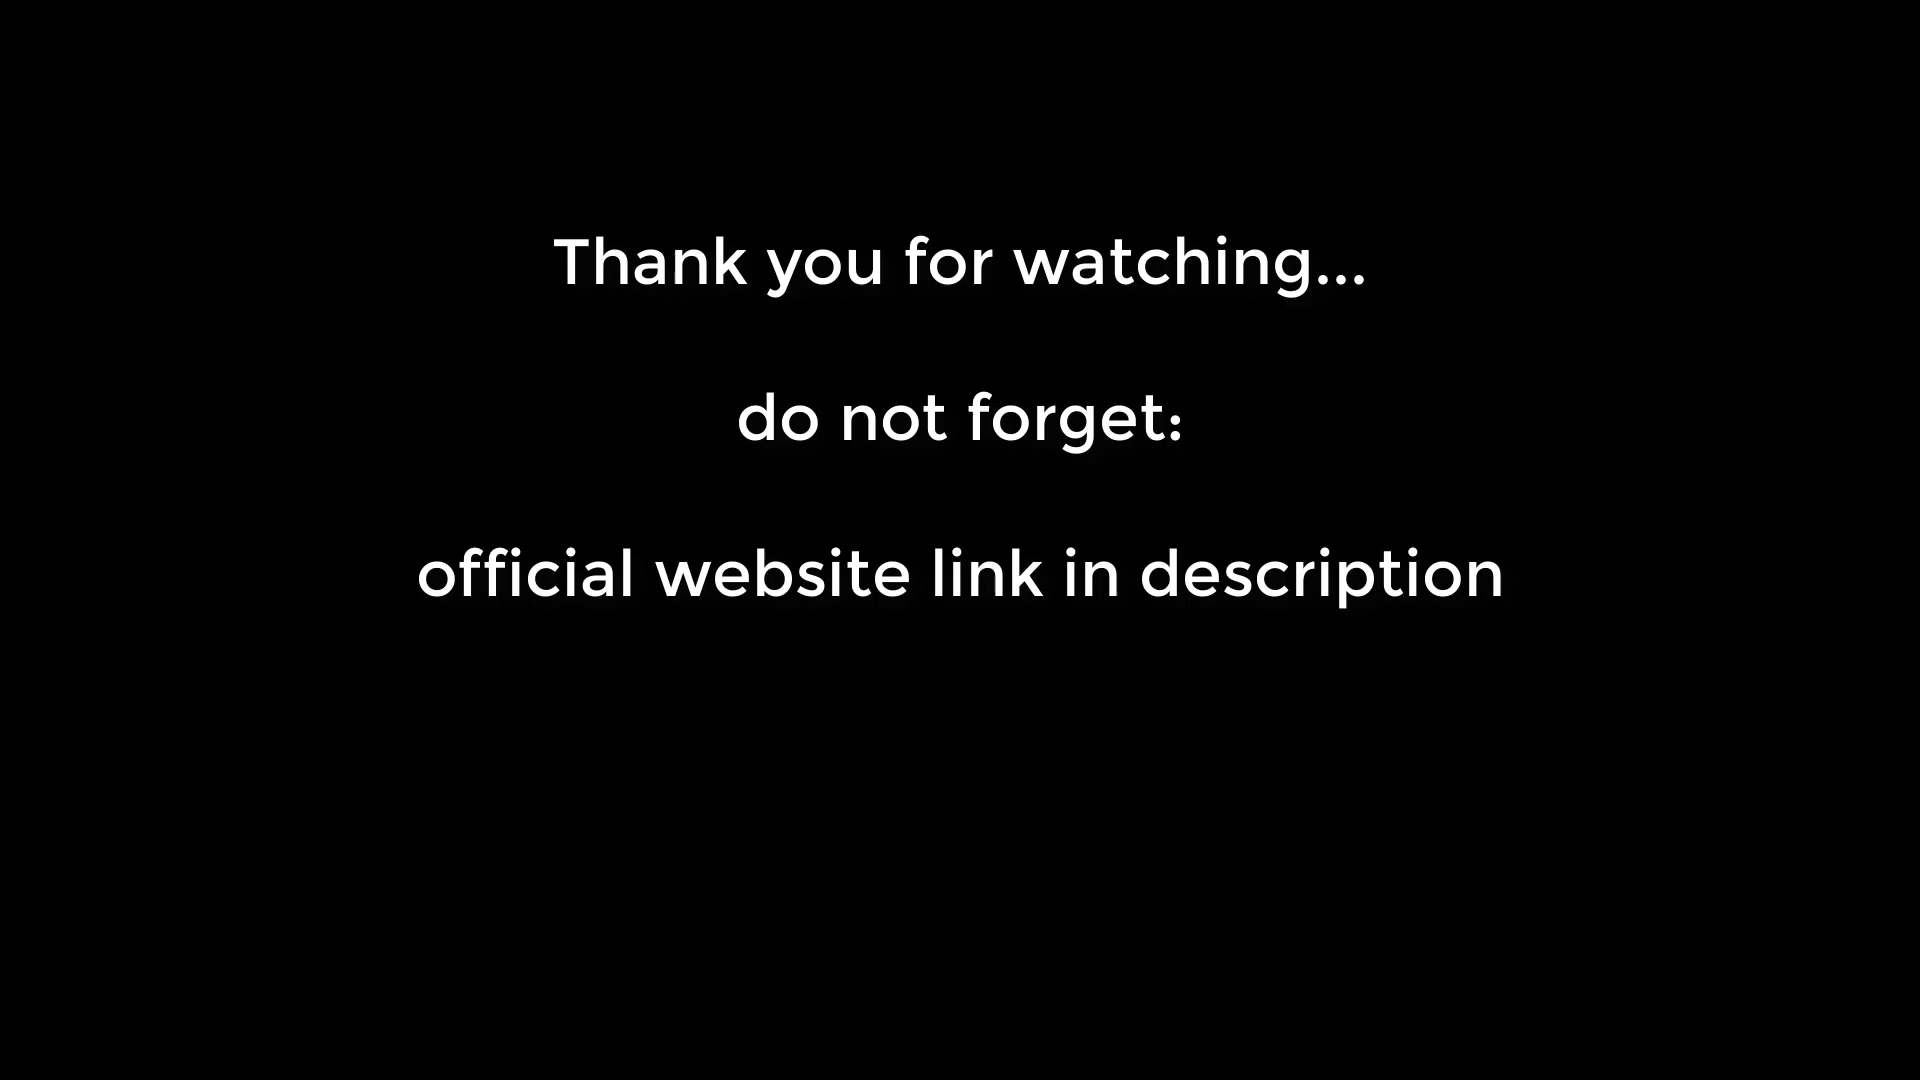 Thank you for watching...
do not forget:
official website link in description